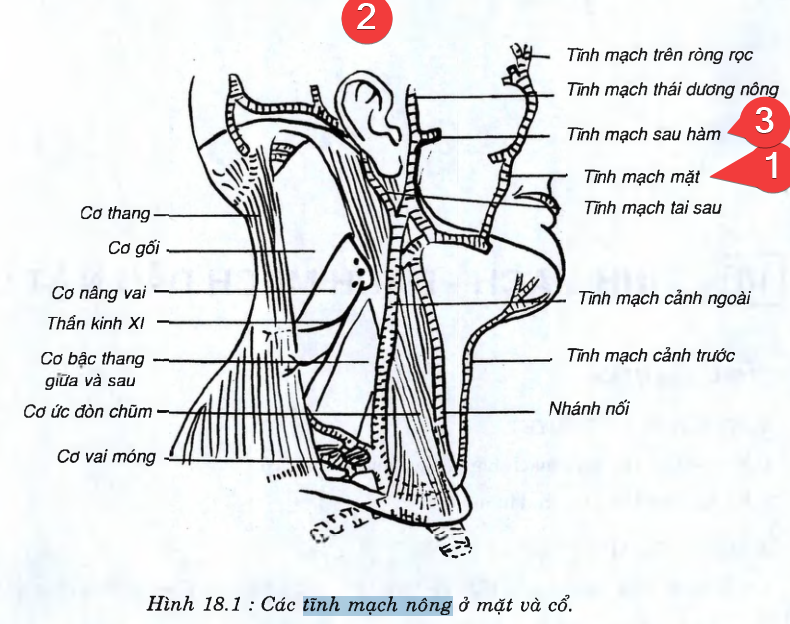 2
Tĩnh mạch trên ròng rọc
Tĩnh mạch thái dương nông
Tĩnh mạch sau hàm
3
Tĩnh mạch mặt
1
Tĩnh mạch tai sau
Cơ thang
Cơ gối
Cơ nâng vai
Tĩnh mạch cảnh ngoài
Thần kinh XI
Cơ bậc thang
giữa và sau
Tĩnh mạch cảnh trước
Cơ ức đòn chũm
Nhánh nối
Cơ vai móng
Hình 18.1 : Các tĩnh mạch nông ở mặt và cổ.